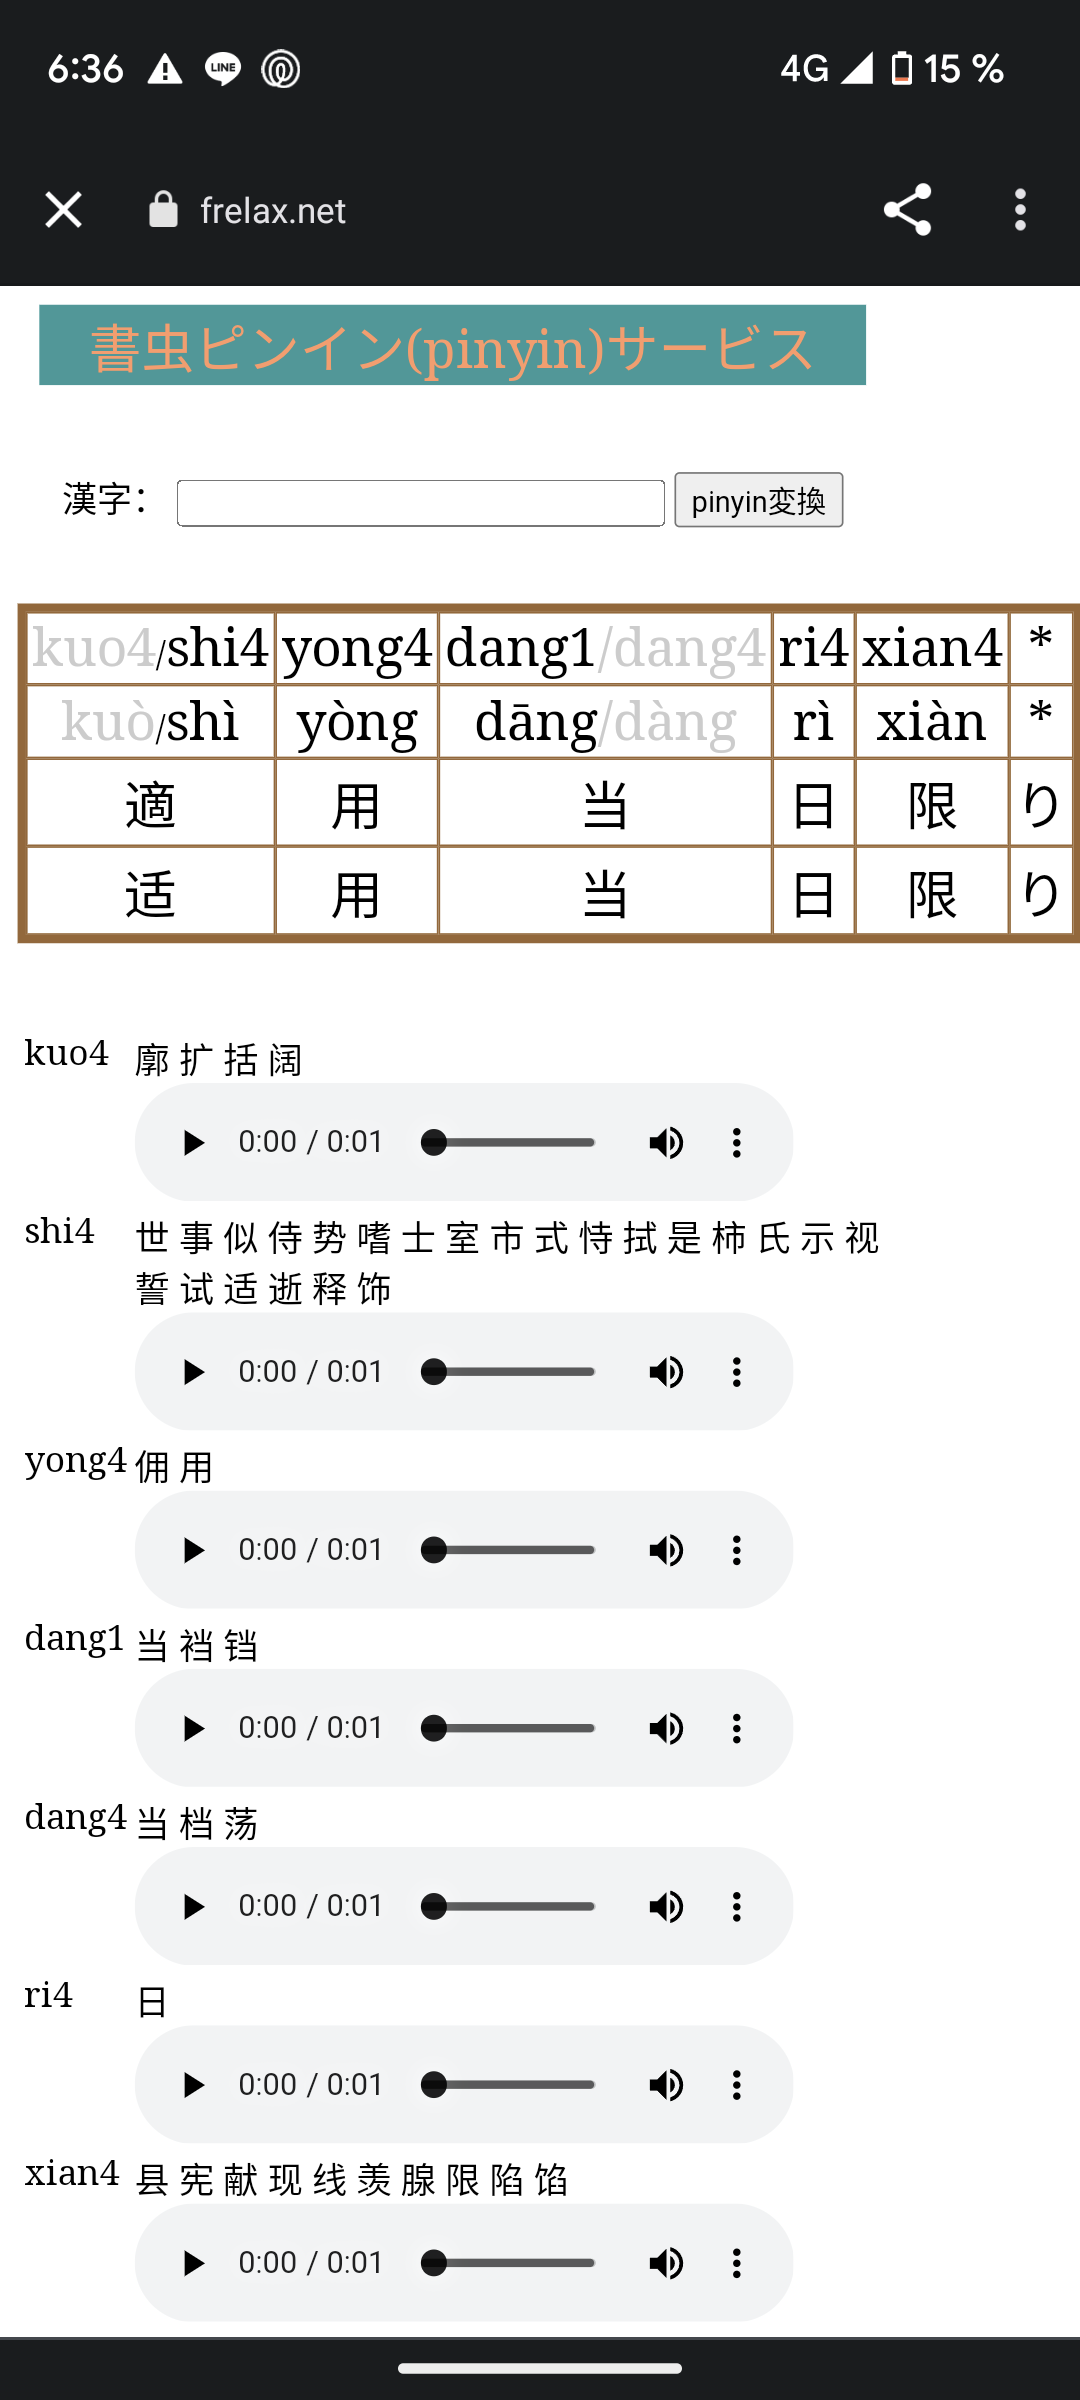 6:36 LINE 4G 15 %
frelax.net
書虫ピンイン(pinyin)サービス
漢字： pinyin変換
kuo4/shi4 yong4 dang1/dang4 ri4 xian4 *
kuò/shì yòng dāng/dàng rì xiàn *
適 用 当 日 限 り
适 用 当 日 限 り
kuo4 廓 扩 括 阔
0:00 / 0:01
shi4 世 事 似 侍 势 嗜 士 室 市 式 恃 拭 是 柿 氏 示 视
誓 试 适 逝 释 饰
0:00 / 0:01
yong4 佣 用
0:00 / 0:01
dang1 当 裆 铛
0:00 / 0:01
dang4 当 档 荡
0:00 / 0:01
ri4 日
0:00 / 0:01
xian4 县 宪 献 现 线 羡 腺 限 陷 馅
0:00 / 0:01